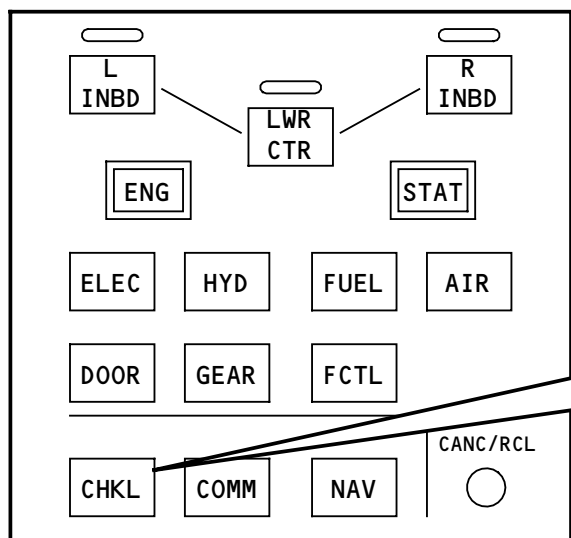 L
INBD
R
INBD
LWR
CTR
ENG
STAT
ELEC
HYD
FUEL
AIR
DOOR
GEAR
FCTL
CANC/RCL
CHKL
COMM
NAV